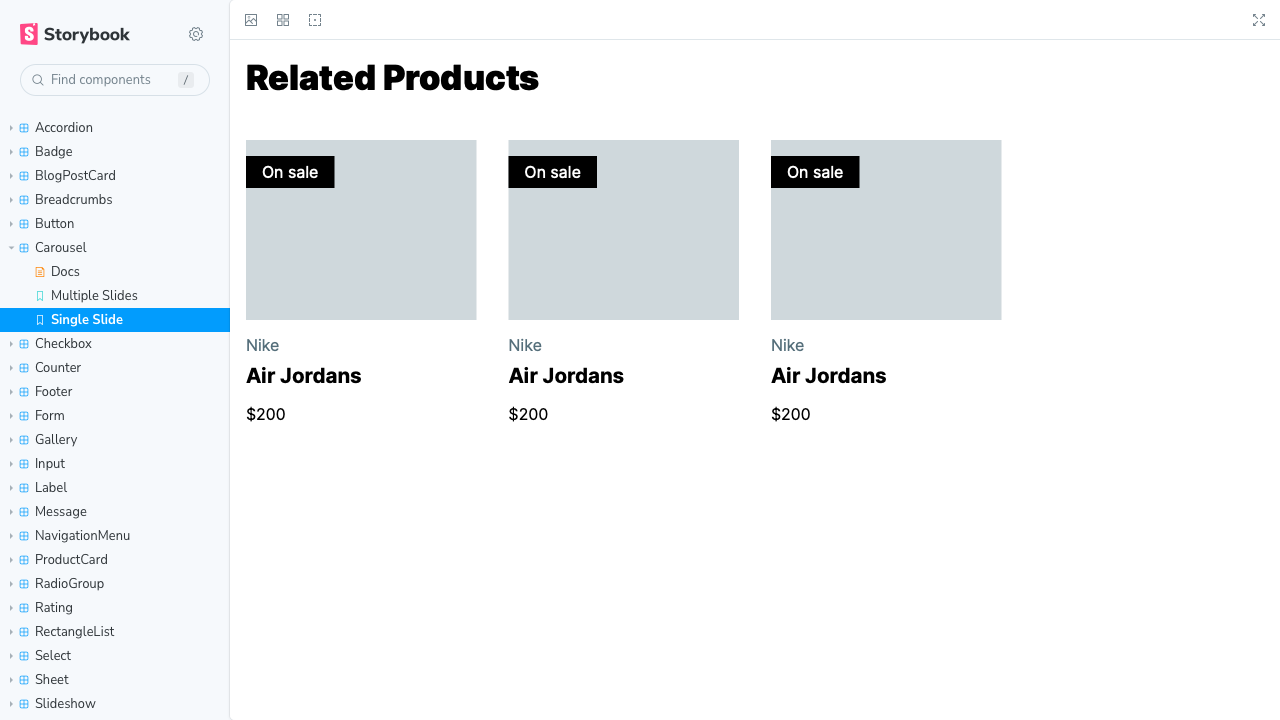 Storybook
Find components /
Accordion
Badge
BlogPostCard
Breadcrumbs
Button
Carousel
Docs
Multiple Slides
Single Slide
Checkbox
Counter
Footer
Form
Gallery
Input
Label
Message
NavigationMenu
ProductCard
RadioGroup
Rating
RectangleList
Select
Sheet
Slideshow
Related Products
On sale On sale On sale
Nike Nike Nike
Air Jordans Air Jordans Air Jordans
$200 $200 $200